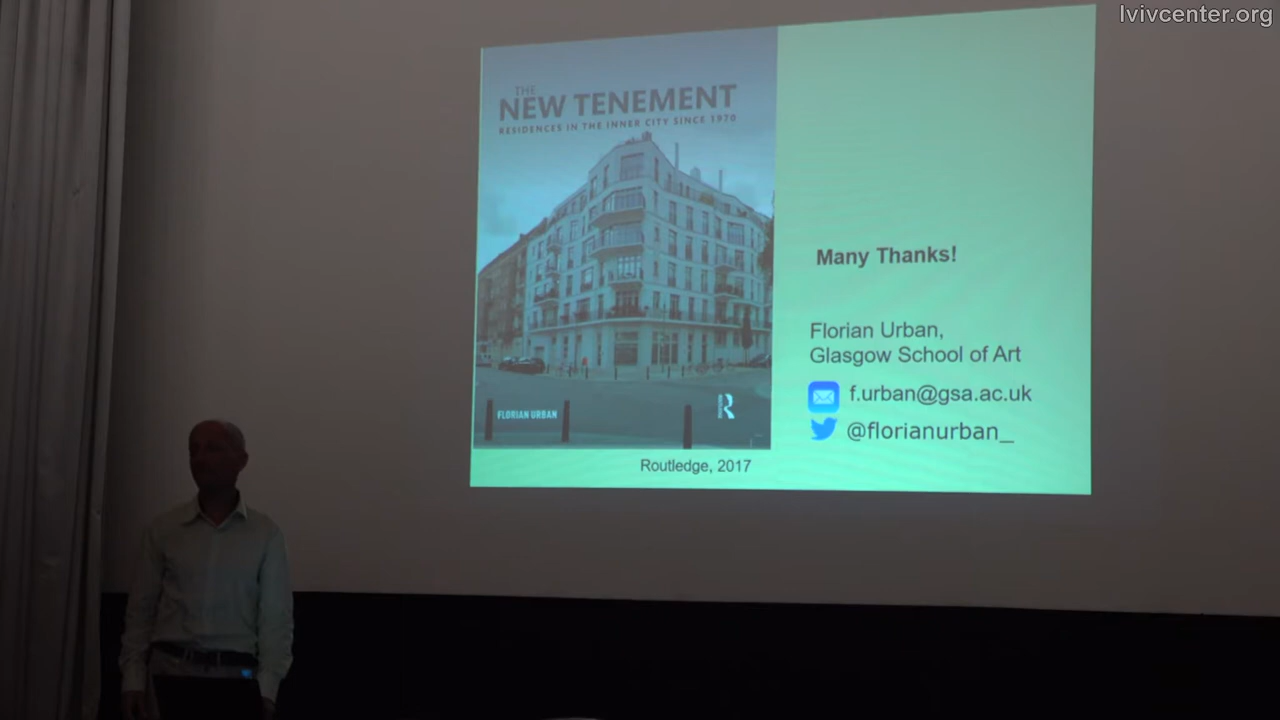 lvivcenter.org
THE
NEW TENEMENT
RESIDENCES IN THE INNER CITY SINCE 1970
FLORIAN URBAN
R
Routledge, 2017
Many Thanks!
Florian Urban,
Glasgow School of Art
f.urban@gsa.ac.uk
@florianurban_